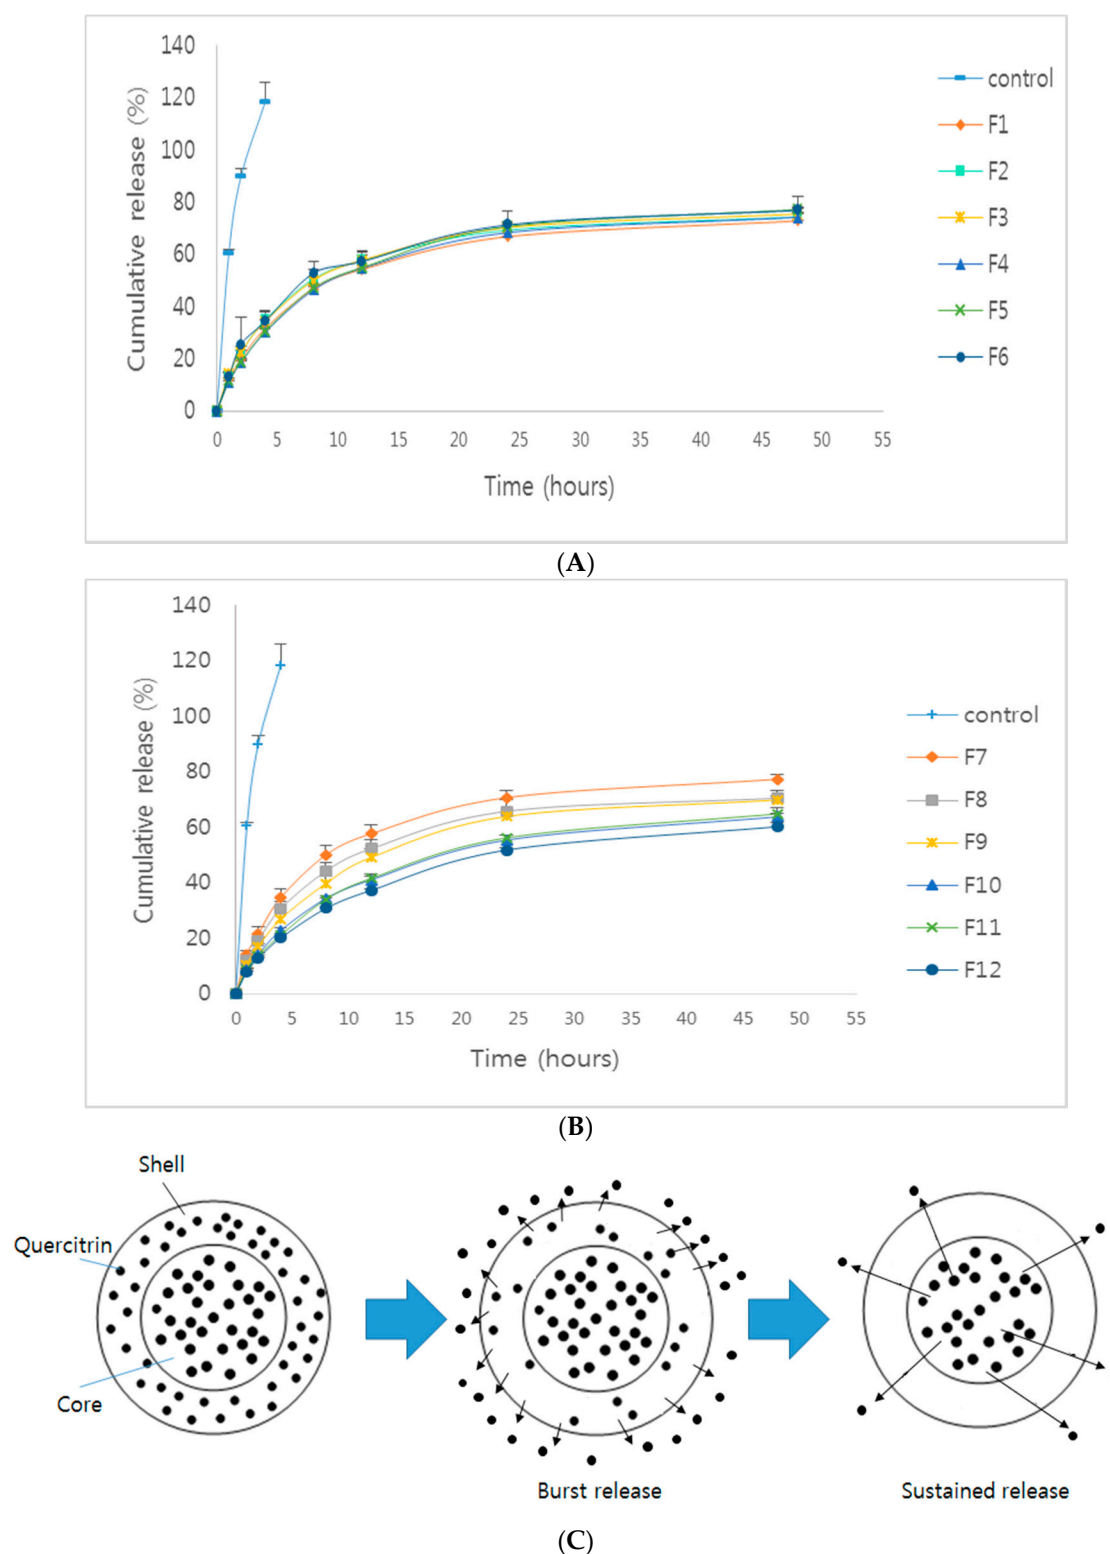 Cumulative release (%)
140
120
100
80
60
40
20
0
0 5 10 15 20 25 30 35 40 45 50 55
Time (hours)
control
F1
F2
F3
F4
F5
F6
(A)
Cumulative release (%)
140
120
100
80
60
40
20
0
0 5 10 15 20 25 30 35 40 45 50 55
Time (hours)
control
F7
F8
F9
F10
F11
F12
(B)
Shell
Quercitrin
Core
Burst release
Sustained release
(C)